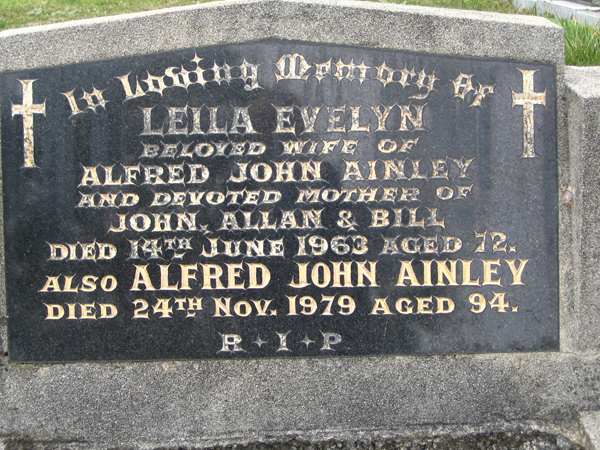 In Loving Memory of
LEILA EVELYN
BELOVED WIFE OF
ALFRED JOHN AINLEY
AND DEVOTED MOTHER OF
JOHN, ALLAN & BILL
DIED 14TH JUNE 1963 AGED 72.
ALSO ALFRED JOHN AINLEY
DIED 24TH NOV. 1979 AGED 94.
R · I · P